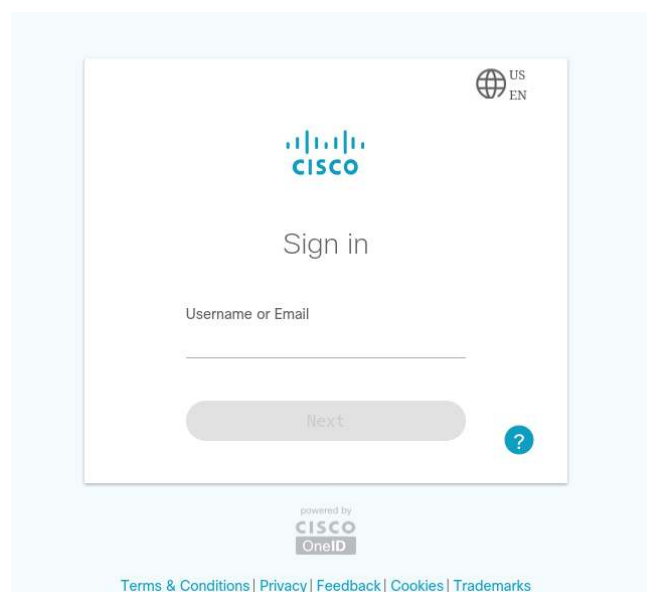 US
EN
CISCO
Sign in
Username or Email
Next
?
powered by
CISCO
OneID
Terms & Conditions | Privacy | Feedback | Cookies | Trademarks